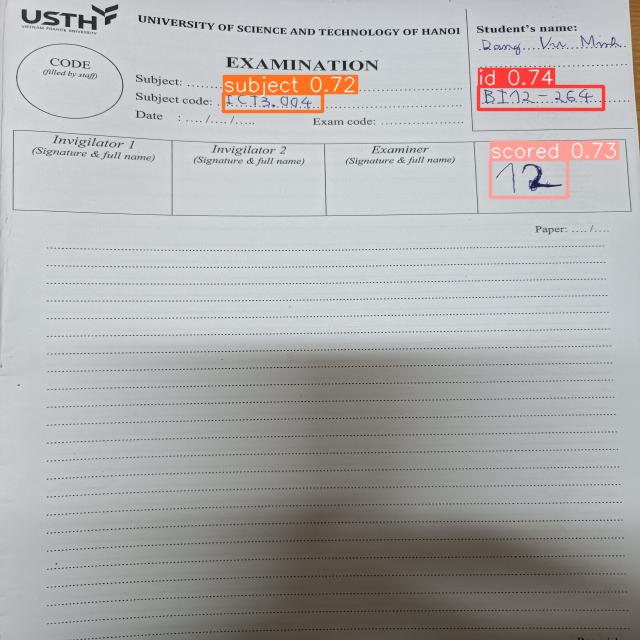 USTH
VIETNAM FRANCE UNIVERSITY
UNIVERSITY OF SCIENCE AND TECHNOLOGY OF HANOI
EXAMINATION
CODE
(filled by staff)
Subject: ......
subject 0.72
Subject code: ICT3.004
Date : ..../..../....
Exam code: ..................
Student's name:
Dang Vu Minh
id 0.74
BI12-264
Invigilator 1
(Signature & full name)
Invigilator 2
(Signature & full name)
Examiner
(Signature & full name)
scored 0.73
12
Paper: ..../....